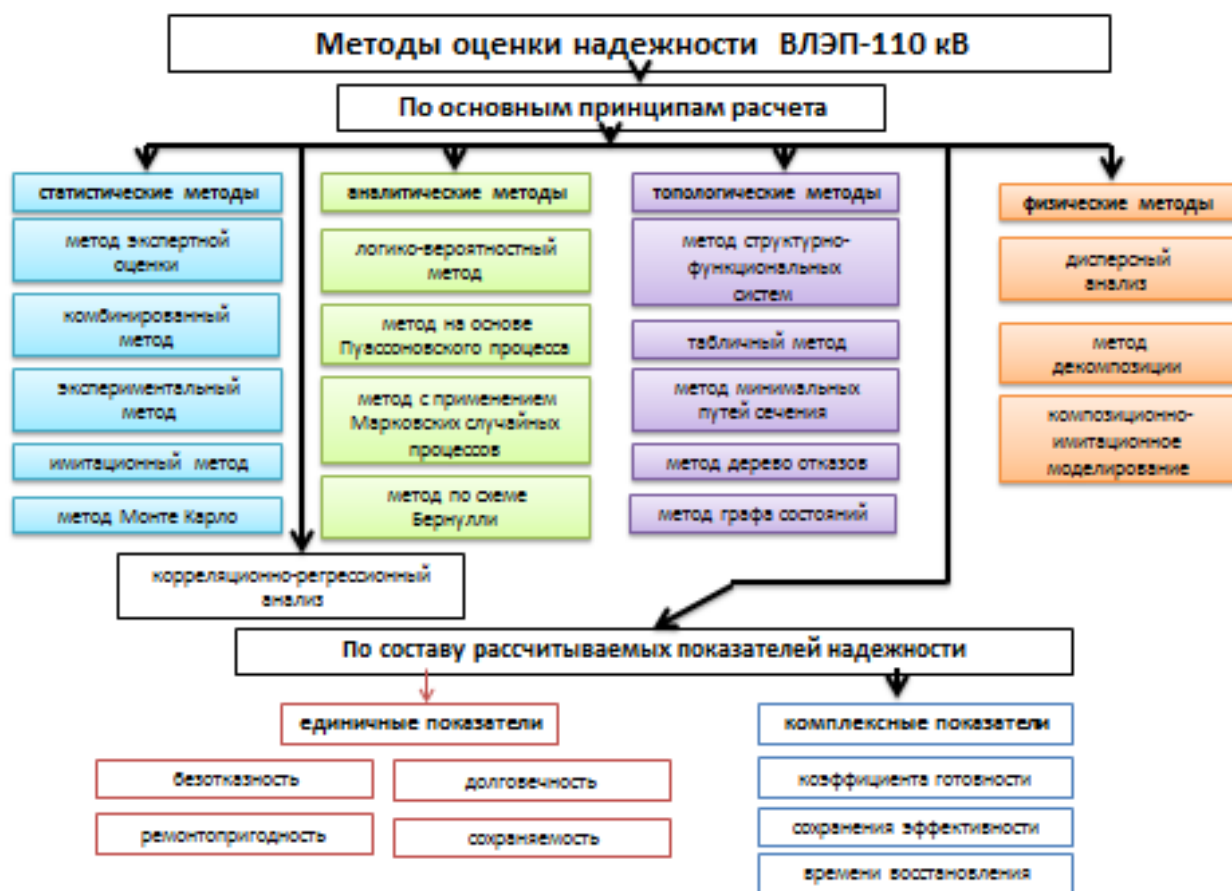 Методы оценки надежности ВЛЭП-110 кВ
По основным принципам расчета
статистические методы
метод экспертной
оценки
комбинированный
метод
экспериментальный
метод
имитационный метод
метод Монте Карло
аналитические методы
логико-вероятностный
метод
метод на основе
Пуассоновского процесса
метод с применением
Марковских случайных
процессов
метод по схеме
Бернулли
топологические методы
метод структурно-
функциональных
систем
табличный метод
метод минимальных
путей сечения
метод дерево отказов
метод графа состояний
физические методы
дисперсный
анализ
метод
декомпозиции
композиционно-
имитационное
моделирование
корреляционно-регрессионный
анализ
По составу рассчитываемых показателей надежности
единичные показатели
безотказность
долговечность
ремонтопригодность
сохраняемость
комплексные показатели
коэффициента готовности
сохранения эффективности
времени восстановления